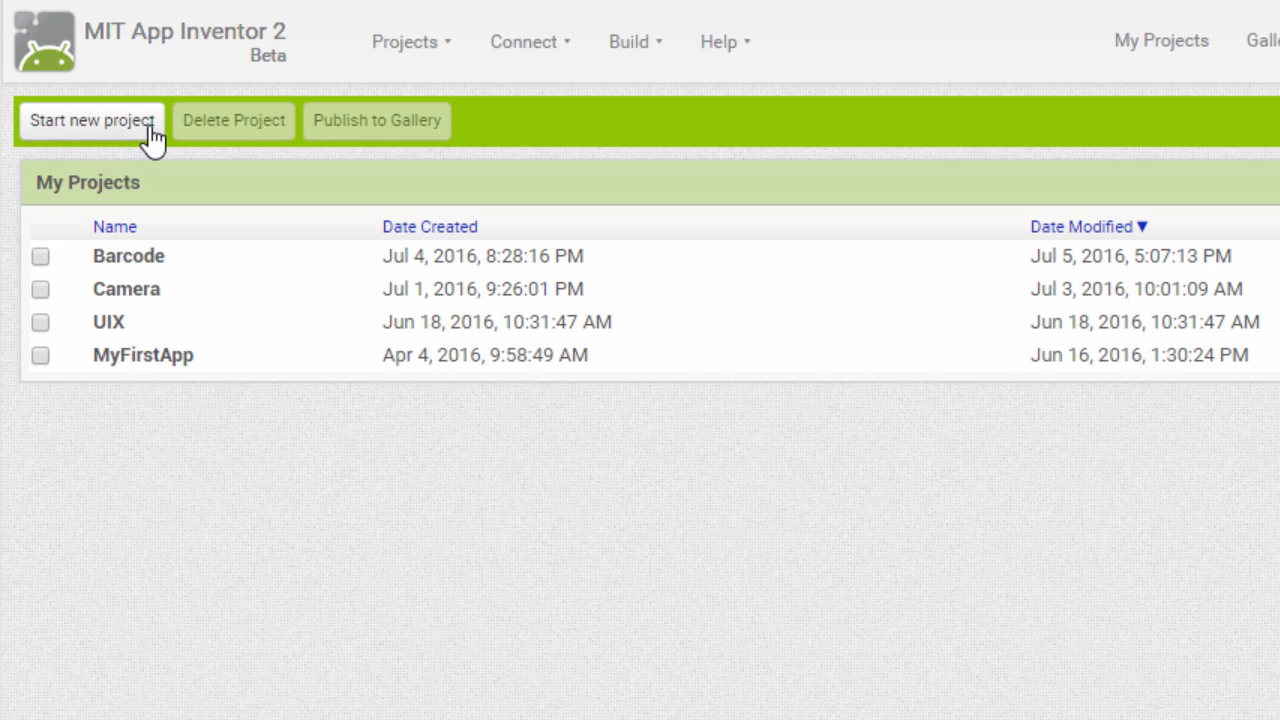 MIT App Inventor 2
Beta
Projects Connect Build Help My Projects
Start new project Delete Project Publish to Gallery
My Projects
Name Date Created Date Modified ▼
Barcode Jul 4, 2016, 8:28:16 PM Jul 5, 2016, 5:07:13 PM
Camera Jul 1, 2016, 9:26:01 PM Jul 3, 2016, 10:01:09 AM
UIX Jun 18, 2016, 10:31:47 AM Jun 18, 2016, 10:31:47 AM
MyFirstApp Apr 4, 2016, 9:58:49 AM Jun 16, 2016, 1:30:24 PM